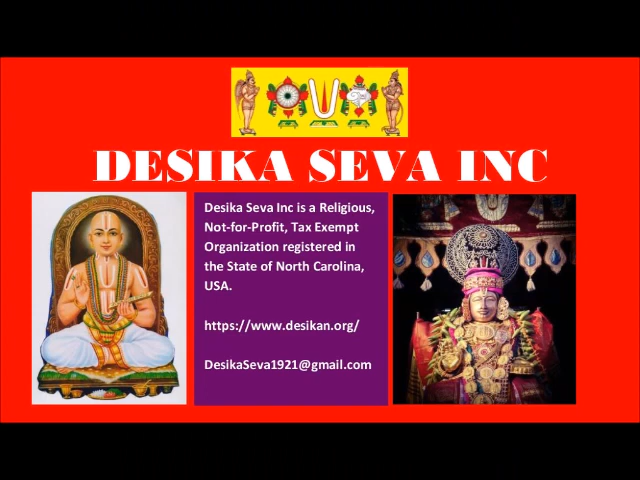 DESIKA SEVA INC
Desika Seva Inc is a Religious,
Not-for-Profit, Tax Exempt
Organization registered in
the State of North Carolina,
USA.
https://www.desikan.org/
DesikaSeva1921@gmail.com